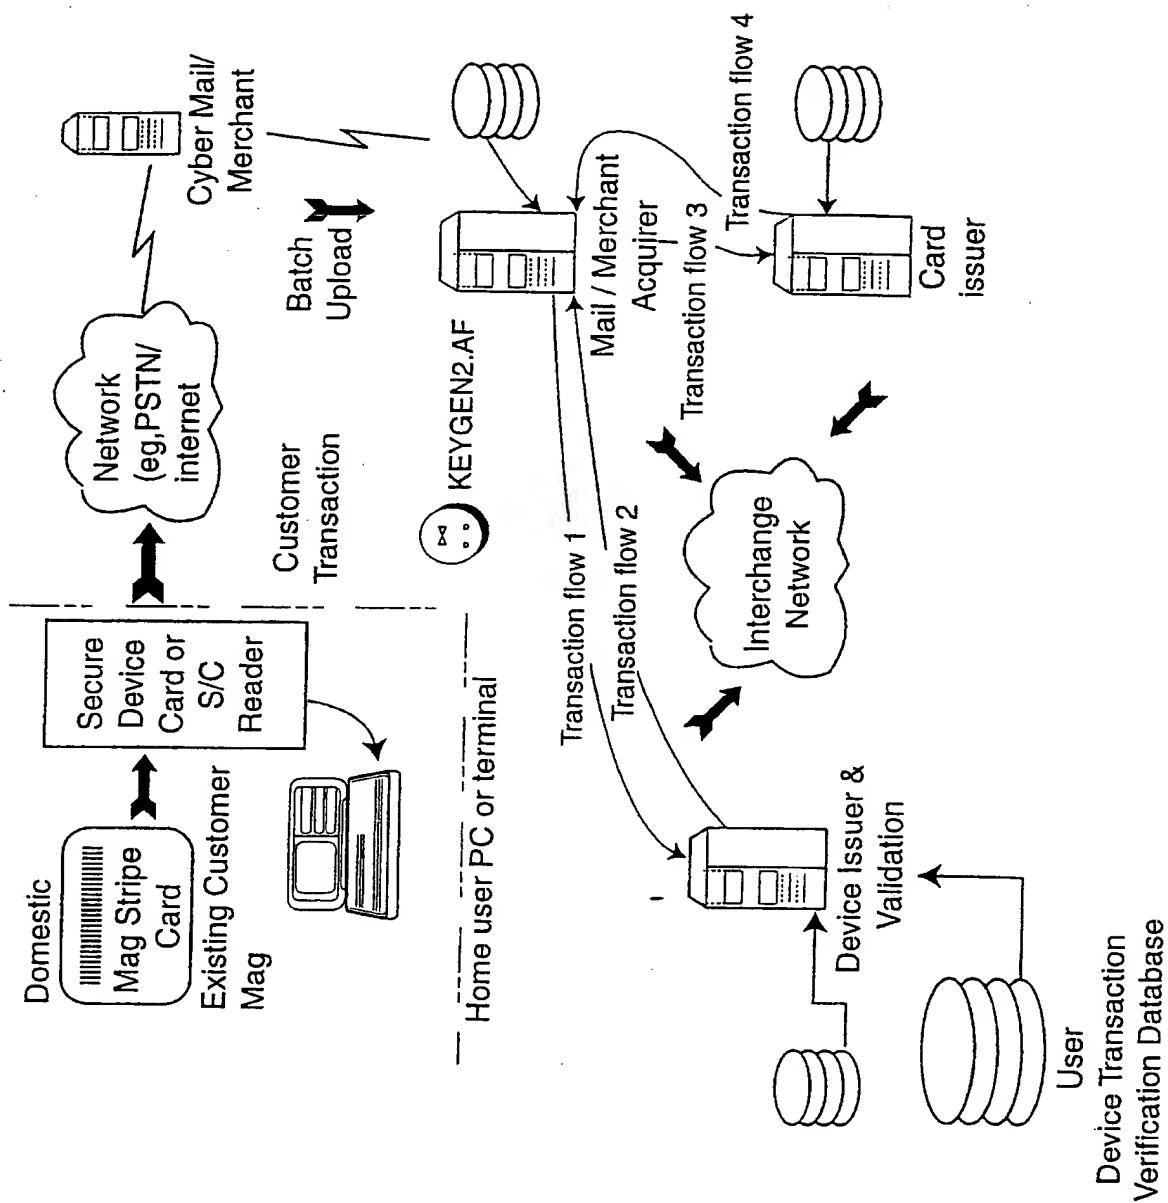 Domestic
Mag Stripe
Card
Existing Customer
Mag
Secure
Device
Card or
S/C
Reader
Home user PC or terminal
Network
(eg,PSTN/
internet
Customer
Transaction
Cyber Mail/
Merchant
Batch
Upload
KEYGEN2.AF
Mail / Merchant
Acquirer
Transaction flow 1
Transaction flow 2
Transaction flow 3
Transaction flow 4
Interchange
Network
Card
issuer
Device Issuer &
Validation
User
Device Transaction
Verification Database